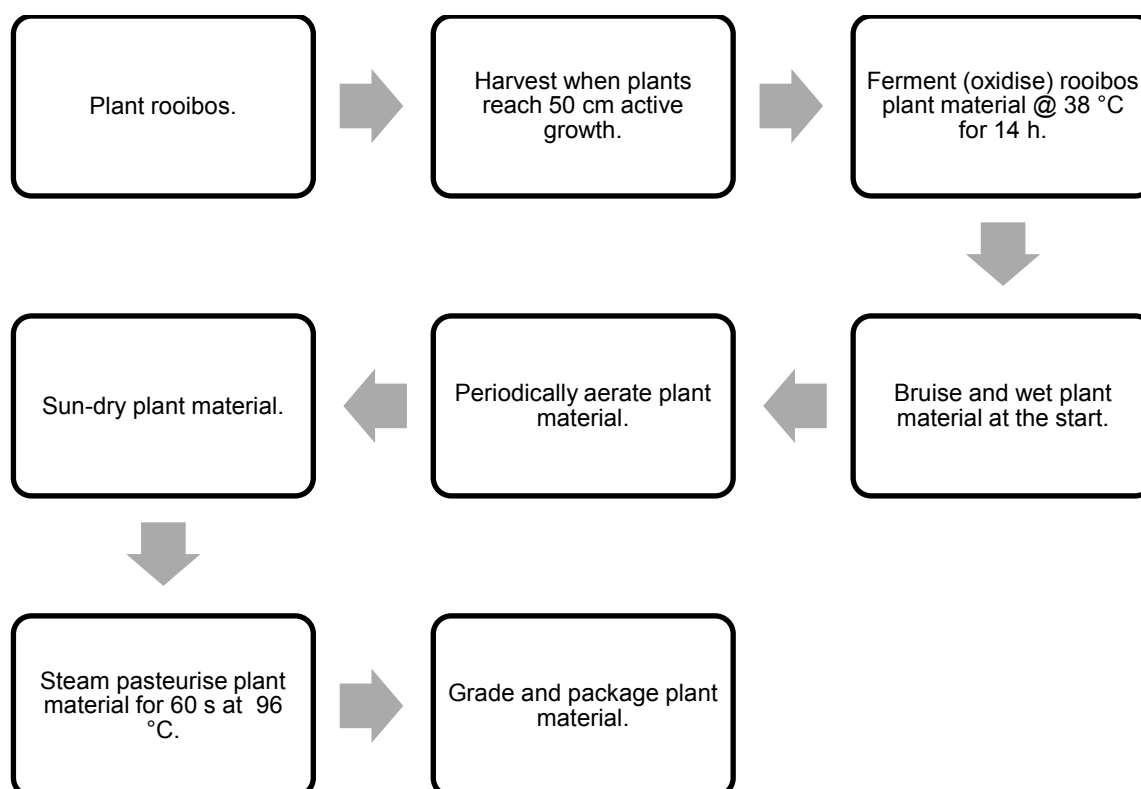 Plant rooibos.
Harvest when plants
reach 50 cm active
growth.
Ferment (oxidise) rooibos
plant material @ 38 °C
for 14 h.
Bruise and wet plant
material at the start.
Periodically aerate plant
material.
Sun-dry plant material.
Steam pasteurise plant
material for 60 s at  96
°C.
Grade and package plant
material.